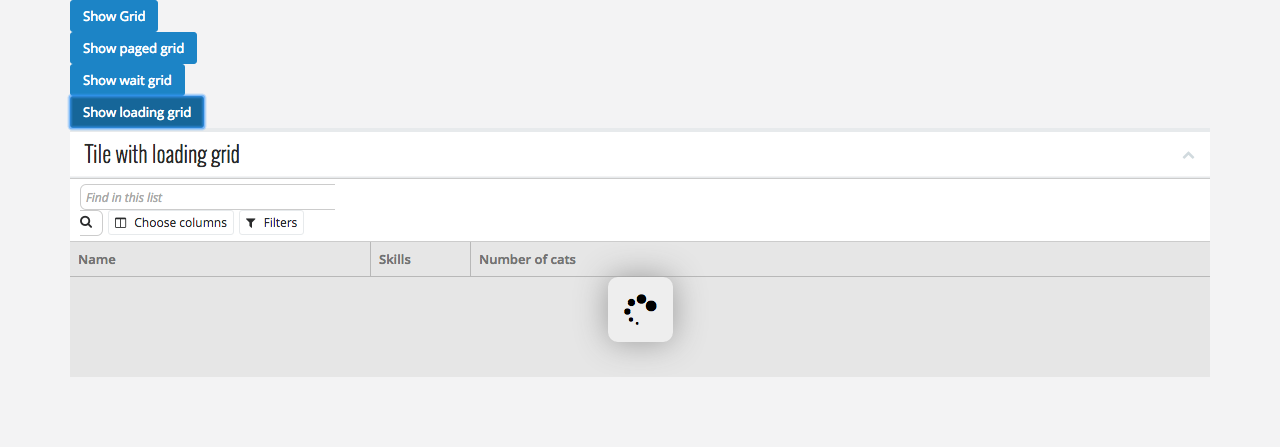 Show Grid
Show paged grid
Show wait grid
Show loading grid
Tile with loading grid
Find in this list
Choose columns Filters
Name Skills Number of cats